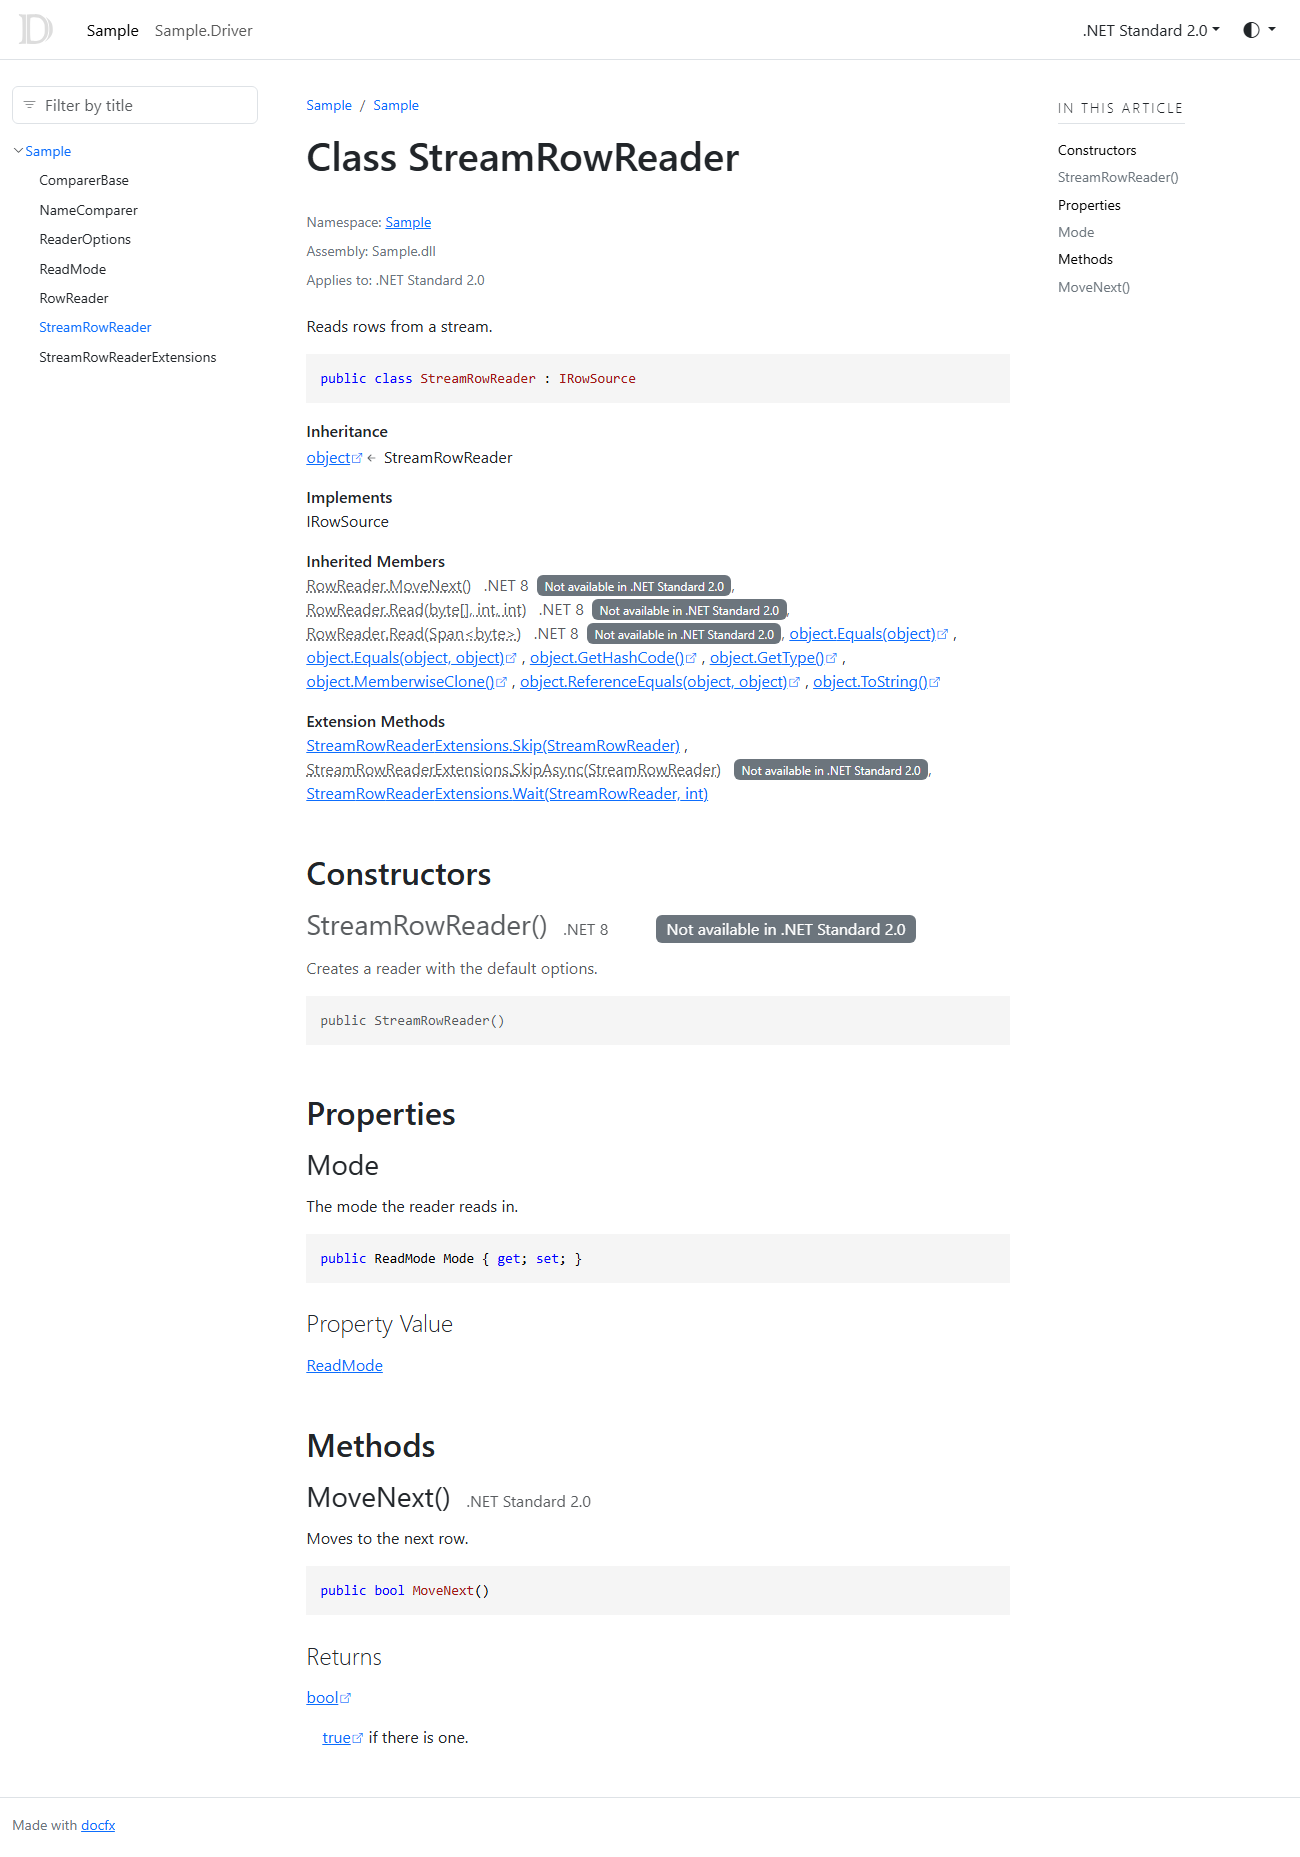 Sample Sample.Driver .NET Standard 2.0
Filter by title
Sample
ComparerBase
NameComparer
ReaderOptions
ReadMode
RowReader
StreamRowReader
StreamRowReaderExtensions
Sample / Sample
Class StreamRowReader
Namespace: Sample
Assembly: Sample.dll
Applies to: .NET Standard 2.0
Reads rows from a stream.
public class StreamRowReader : IRowSource
Inheritance
object ← StreamRowReader
Implements
IRowSource
Inherited Members
RowReader.MoveNext() .NET 8 Not available in .NET Standard 2.0,
RowReader.Read(byte[], int, int) .NET 8 Not available in .NET Standard 2.0,
RowReader.Read(Span<byte>) .NET 8 Not available in .NET Standard 2.0, object.Equals(object) ,
object.Equals(object, object) , object.GetHashCode() , object.GetType() ,
object.MemberwiseClone() , object.ReferenceEquals(object, object) , object.ToString()
Extension Methods
StreamRowReaderExtensions.Skip(StreamRowReader) ,
StreamRowReaderExtensions.SkipAsync(StreamRowReader) Not available in .NET Standard 2.0,
StreamRowReaderExtensions.Wait(StreamRowReader, int)
Constructors
StreamRowReader() .NET 8 Not available in .NET Standard 2.0
Creates a reader with the default options.
public StreamRowReader()
Properties
Mode
The mode the reader reads in.
public ReadMode Mode { get; set; }
Property Value
ReadMode
Methods
MoveNext() .NET Standard 2.0
Moves to the next row.
public bool MoveNext()
Returns
bool
true if there is one.
IN THIS ARTICLE
Constructors
StreamRowReader()
Properties
Mode
Methods
MoveNext()
Made with docfx